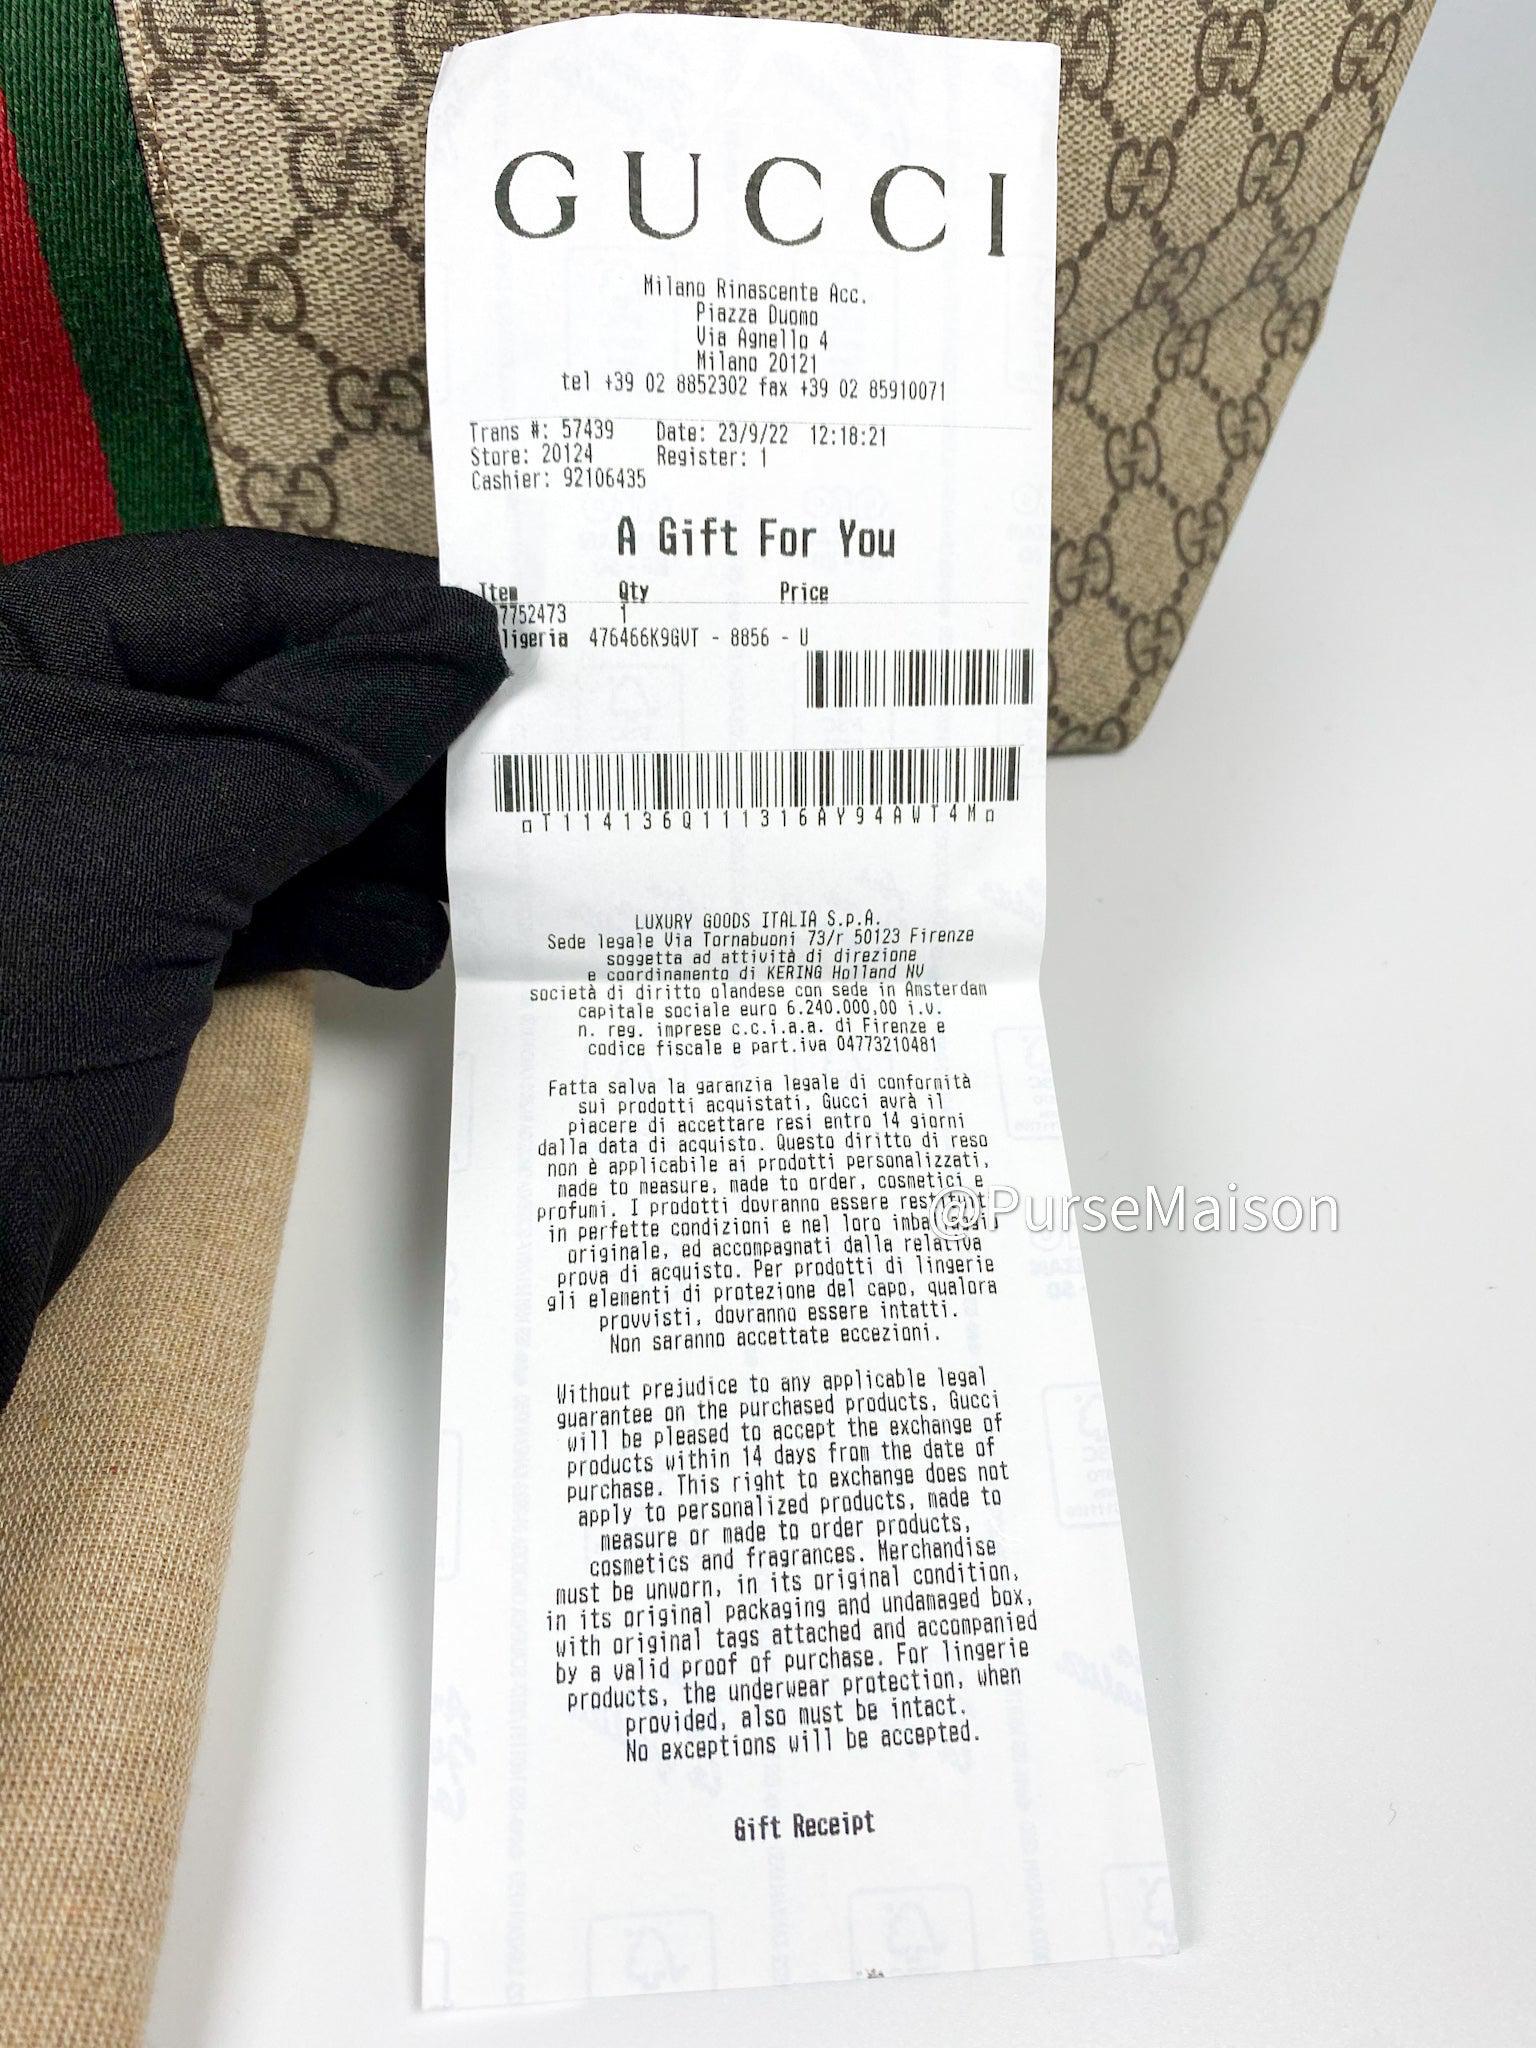 GUCCI
Milano Rinascente Acc.
Piazza Duomo
Via Agnello 4
Milano 20121
tel +39 02 8852302 fax +39 02 85910071
Trans #: 57439 Date: 23/9/22 12:18:21
Store: 20124 Register: 1
Cashier: 92106435
A Gift For You
Item Qty Price
7752473 1
ligeria 476466K9GVT - 8856 - U
T114136Q111316AY94AWT4M
LUXURY GOODS ITALIA S.p.A.
Sede legale Via Tornabuoni 73/r 50123 Firenze
soggetta ad attività di direzione
e coordinamento di KERING Holland NV
società di diritto olandese con sede in Amsterdam
capitale sociale euro 6.240.000,00 i.v.
n. reg. imprese c.c.i.a.a. di Firenze e
codice fiscale e part.iva 04773210481
Fatta salva la garanzia legale di conformità
sui prodotti acquistati, Gucci avrà il
piacere di accettare resi entro 14 giorni
dalla data di acquisto. Questo diritto di reso
non è applicabile ai prodotti personalizzati,
made to measure, made to order, cosmetici e
profumi. I prodotti dovranno essere restituiti
in perfette condizioni e nel loro imballaggio
originale, ed accompagnati dalla relativa
prova di acquisto. Per prodotti di lingerie
gli elementi di protezione del capo, qualora
provvisti, dovranno essere intatti.
Non saranno accettate eccezioni.
Without prejudice to any applicable legal
guarantee on the purchased products, Gucci
will be pleased to accept the exchange of
products within 14 days from the date of
purchase. This right to exchange does not
apply to personalized products, made to
measure or made to order products,
cosmetics and fragrances. Merchandise
must be unworn, in its original condition,
in its original packaging and undamaged box,
with original tags attached and accompanied
by a valid proof of purchase. For lingerie
products, the underwear protection, when
provided, also must be intact.
No exceptions will be accepted.
Gift Receipt
@PurseMaison